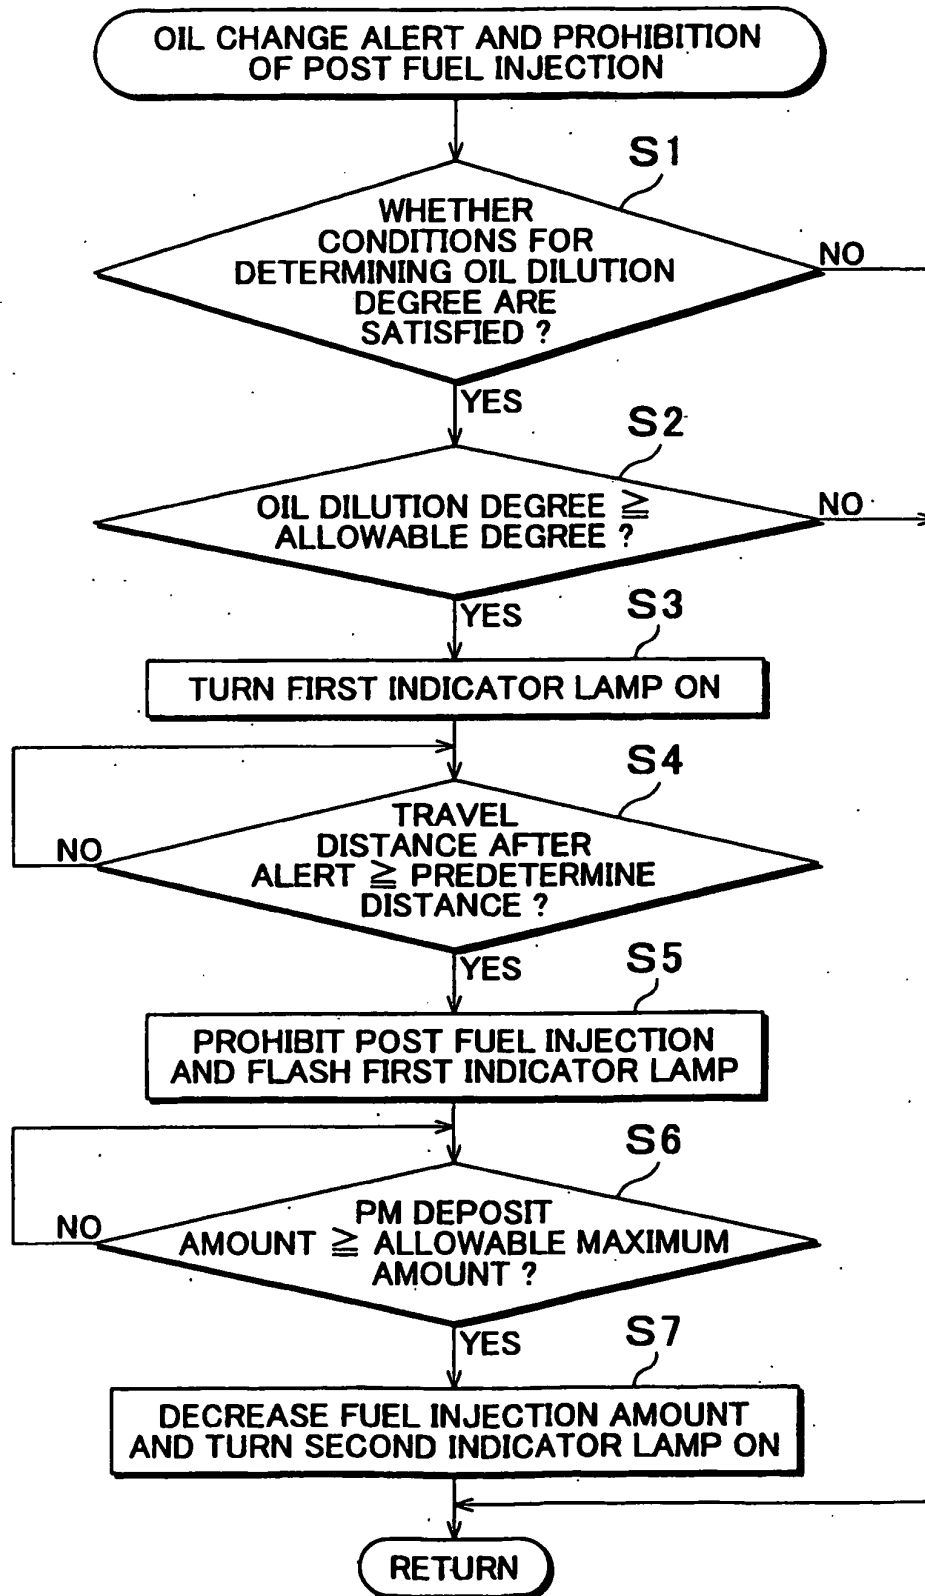 OIL CHANGE ALERT AND PROHIBITION
OF POST FUEL INJECTION
S1
WHETHER
CONDITIONS FOR
DETERMINING OIL DILUTION
DEGREE ARE
SATISFIED ?
NO
YES
S2
OIL DILUTION DEGREE ≧
ALLOWABLE DEGREE ?
NO
YES
S3
TURN FIRST INDICATOR LAMP ON
S4
TRAVEL
DISTANCE AFTER
ALERT ≧ PREDETERMINE
DISTANCE ?
NO
YES
S5
PROHIBIT POST FUEL INJECTION
AND FLASH FIRST INDICATOR LAMP
S6
PM DEPOSIT
AMOUNT ≧ ALLOWABLE MAXIMUM
AMOUNT ?
NO
YES
S7
DECREASE FUEL INJECTION AMOUNT
AND TURN SECOND INDICATOR LAMP ON
RETURN